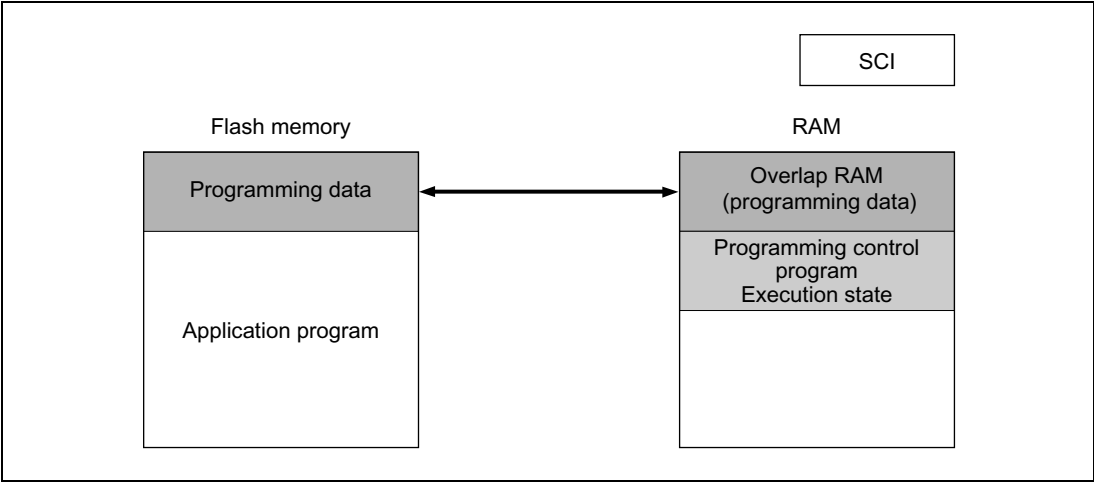 SCI
Flash memory
RAM
Programming data
Overlap RAM
(programming data)
Programming control
program
Execution state
Application program